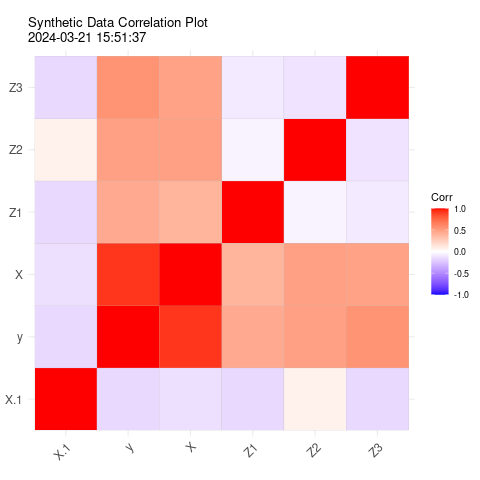 Synthetic Data Correlation Plot
2024-03-21 15:51:37
Z3
Z2
Z1
X
y
X.1
X.1
y
X
Z1
Z2
Z3
Corr
1.0
0.5
0.0
-0.5
-1.0